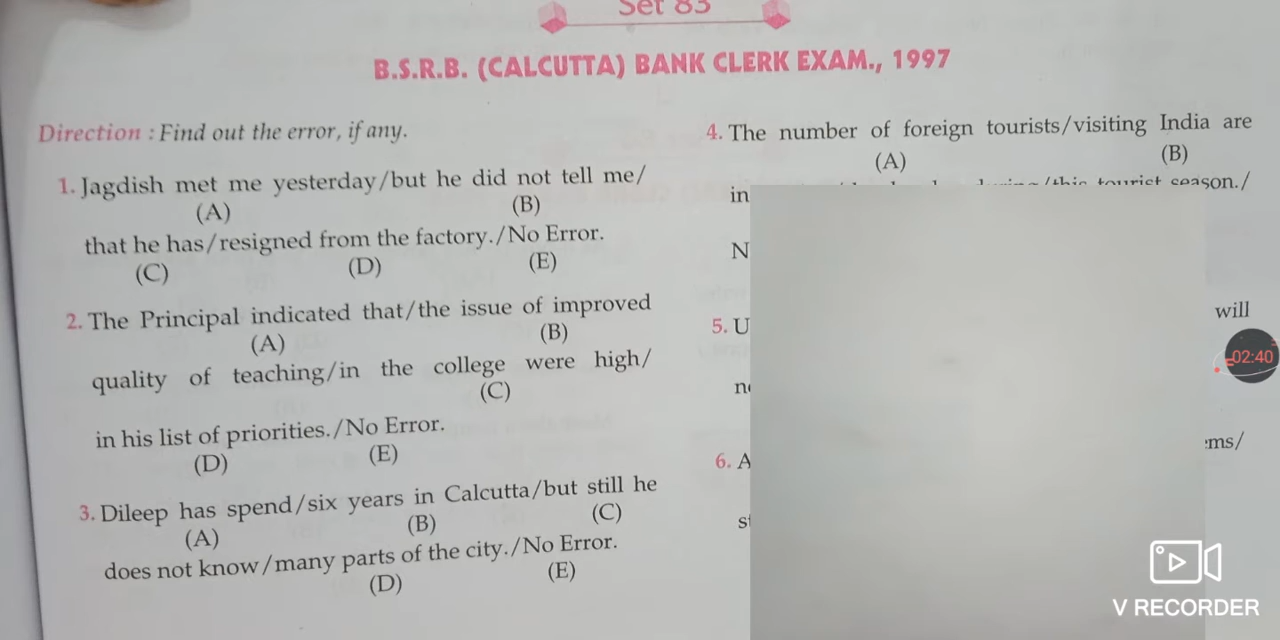 Set 83
B.S.R.B. (CALCUTTA) BANK CLERK EXAM., 1997
Direction : Find out the error, if any.
1. Jagdish met me yesterday/but he did not tell me/
(A) (B)
that he has/resigned from the factory./No Error.
(C) (D) (E)
2. The Principal indicated that/the issue of improved
(A) (B)
quality of teaching/in the college were high/
(C)
in his list of priorities./No Error.
(D) (E)
3. Dileep has spend/six years in Calcutta/but still he
(A) (B) (C)
does not know/many parts of the city./No Error.
(D) (E)
4. The number of foreign tourists/visiting India are
(A) (B)
in /this tourist season./
N
5. U will
6. A
02:40
V RECORDER